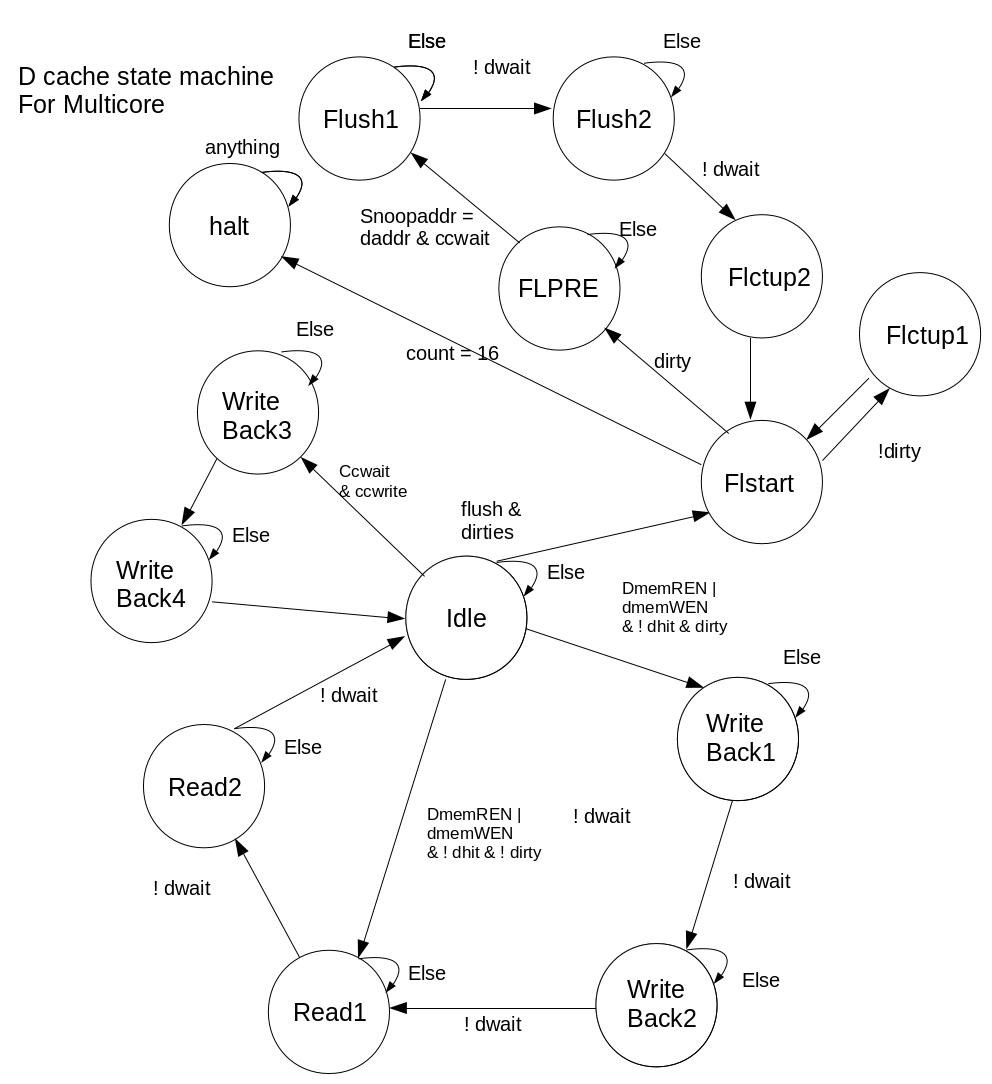 D cache state machine
For Multicore
Else
! dwait
Else
Flush1
Flush2
anything
! dwait
halt
Snoopaddr =
daddr & ccwait
Else
FLPRE
Flctup2
Flctup1
Else
count = 16
dirty
Write
Back3
!dirty
Ccwait
& ccwrite
Flstart
flush &
dirties
Else
Write
Back4
Else
Idle
DmemREN |
dmemWEN
& ! dhit & dirty
Else
! dwait
Write
Back1
Else
Read2
DmemREN |
dmemWEN
& ! dhit & ! dirty
! dwait
! dwait
! dwait
Else
Else
Read1
Write
Back2
! dwait